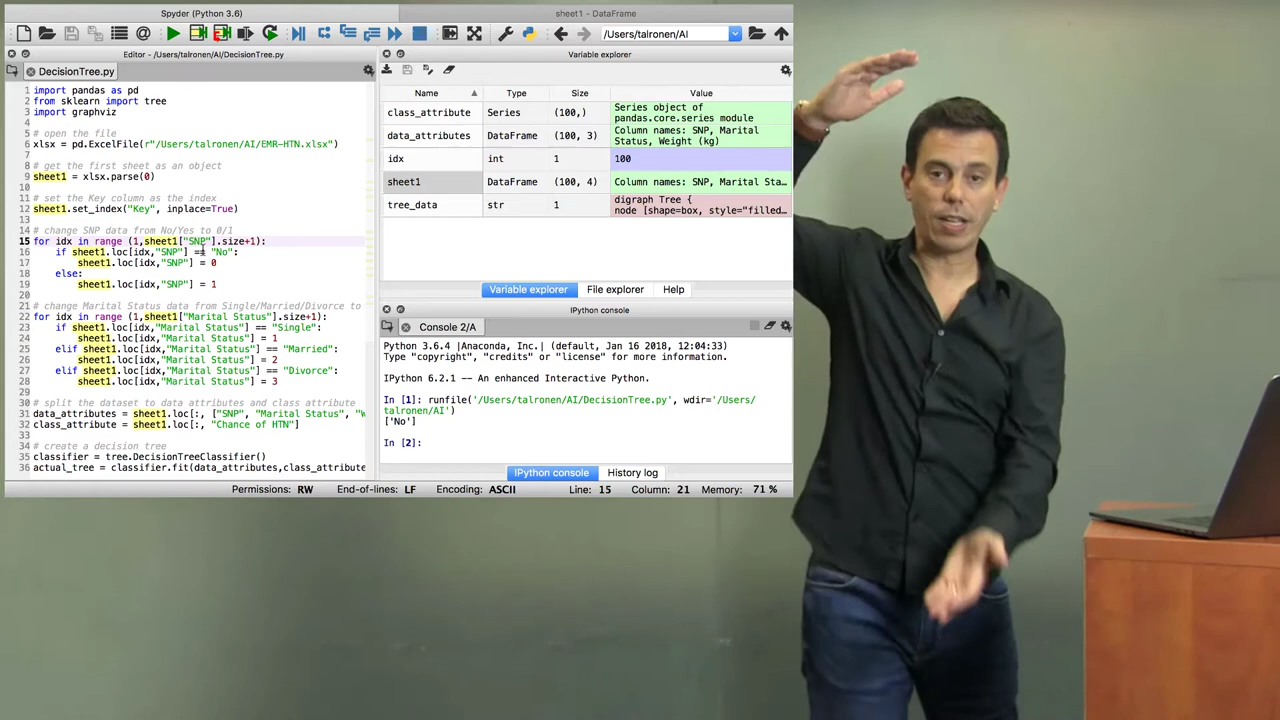 Spyder (Python 3.6)
sheet1 - DataFrame
/Users/talronen/AI
Editor - /Users/talronen/AI/DecisionTree.py
DecisionTree.py
1 import pandas as pd
2 from sklearn import tree
3 import graphviz
4
5 # open the file
6 xlsx = pd.ExcelFile(r"/Users/talronen/AI/EMR-HTN.xlsx")
7
8 # get the first sheet as an object
9 sheet1 = xlsx.parse(0)
10
11 # set the Key column as the index
12 sheet1.set_index("Key", inplace=True)
13
14 # change SNP data from No/Yes to 0/1
15 for idx in range (1,sheet1["SNP"].size+1):
16 if sheet1.loc[idx,"SNP"] == "No":
17 sheet1.loc[idx,"SNP"] = 0
18 else:
19 sheet1.loc[idx,"SNP"] = 1
20
21 # change Marital Status data from Single/Married/Divorce to
22 for idx in range (1,sheet1["Marital Status"].size+1):
23 if sheet1.loc[idx,"Marital Status"] == "Single":
24 sheet1.loc[idx,"Marital Status"] = 1
25 elif sheet1.loc[idx,"Marital Status"] == "Married":
26 sheet1.loc[idx,"Marital Status"] = 2
27 elif sheet1.loc[idx,"Marital Status"] == "Divorce":
28 sheet1.loc[idx,"Marital Status"] = 3
29
30 # split the dataset to data attributes and class attribute
31 data_attributes = sheet1.loc[:, ["SNP", "Marital Status", "W
32 class_attribute = sheet1.loc[:, "Chance of HTN"]
33
34 # create a decision tree
35 classifier = tree.DecisionTreeClassifier()
36 actual_tree = classifier.fit(data_attributes,class_attribute
Variable explorer
Name Type Size Value
class_attribute Series (100,) Series object of
pandas.core.series module
data_attributes DataFrame (100, 3) Column names: SNP, Marital
Status, Weight (kg)
idx int 1 100
sheet1 DataFrame (100, 4) Column names: SNP, Marital Sta…
tree_data str 1 digraph Tree {
node [shape=box, style="filled…
Variable explorer File explorer Help
IPython console
Console 2/A
Python 3.6.4 |Anaconda, Inc.| (default, Jan 16 2018, 12:04:33)
Type "copyright", "credits" or "license" for more information.
IPython 6.2.1 -- An enhanced Interactive Python.
In [1]: runfile('/Users/talronen/AI/DecisionTree.py', wdir='/Users/
talronen/AI')
['No']
In [2]:
IPython console History log
Permissions: RW End-of-lines: LF Encoding: ASCII Line: 15 Column: 21 Memory: 71 %